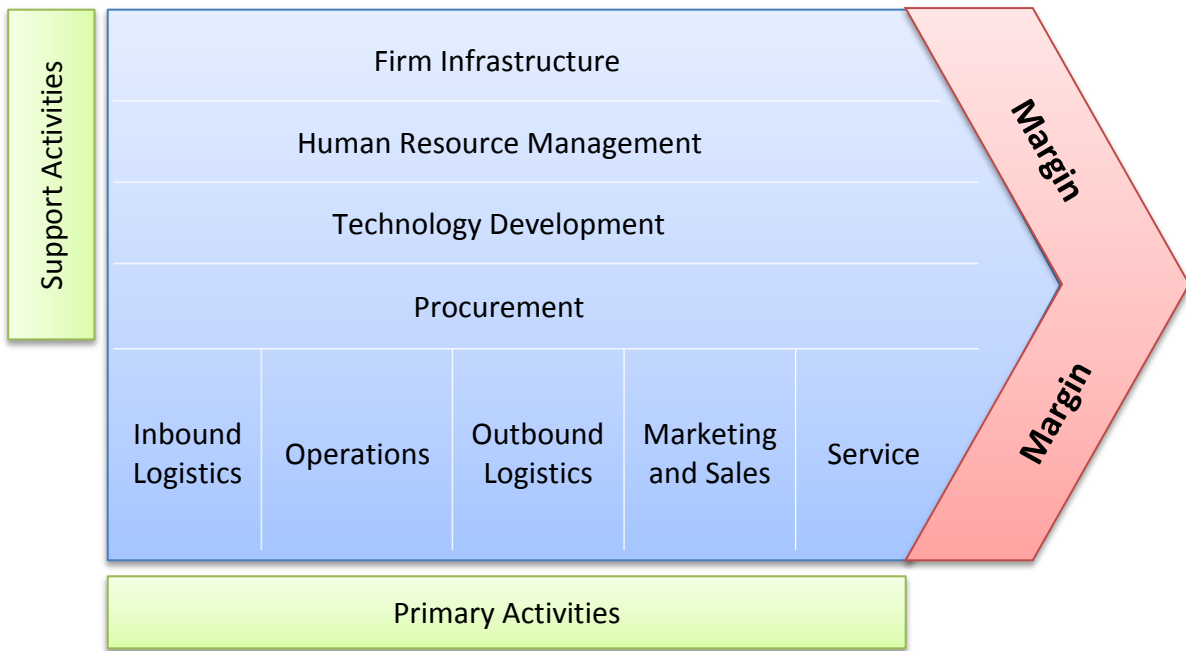 Support Activities
Firm Infrastructure
Human Resource Management
Technology Development
Procurement
Inbound
Logistics
Operations
Outbound
Logistics
Marketing
and Sales
Service
Margin
Margin
Primary Activities